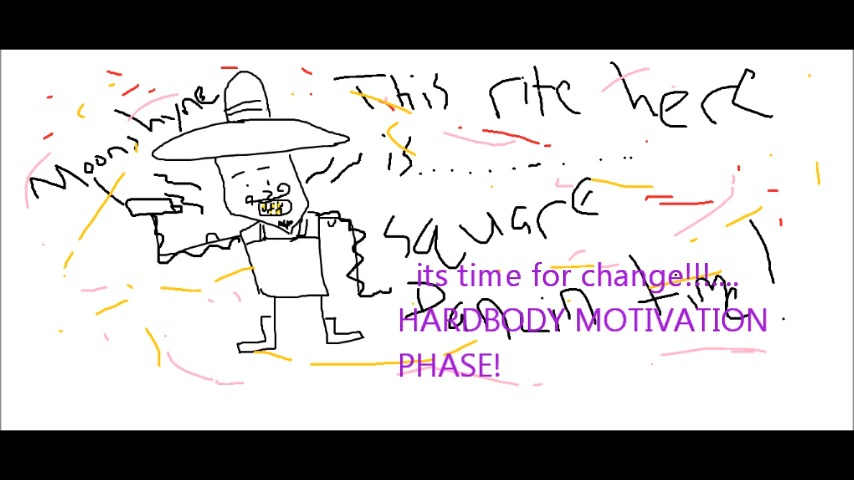 Moonshyne
This rite here
is..............
square
Dancin time!
its time for change!!!....
HARDBODY MOTIVATION
PHASE!